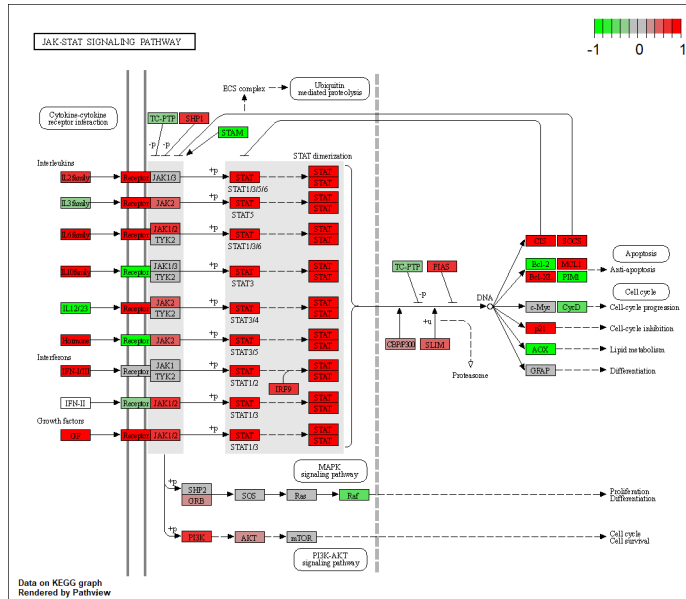 JAK-STAT SIGNALING PATHWAY
-1 0 1
Cytokine-cytokine
receptor interaction
ECS complex
Ubiquitin
mediated proteolysis
TC-PTP SHP1
STAM
-p -p
STAT dimerization
Interleukins
IL2family Receptor JAK1/3 +p STAT STAT
STAT
STAT1/3/5/6
IL3family Receptor JAK2 STAT STAT
STAT
STAT5
IL6family Receptor JAK1/2 +p STAT STAT
TYK2 STAT
STAT1/3/6
IL10family Receptor JAK1/3 STAT STAT
TYK2 STAT
STAT3
IL12/23 Receptor JAK2 +p STAT STAT
TYK2 STAT
STAT3/4
Hormone Receptor JAK2 +p STAT STAT
STAT
STAT3/5
Interferons
IFN-I/III Receptor JAK1 +p STAT STAT
TYK2 STAT
STAT1/2
IRF9
IFN-II Receptor JAK1/2 +p STAT STAT
STAT
STAT1/3
Growth factors
GF Receptor JAK1/2 +p STAT STAT
STAT
STAT1/3
TC-PTP PIAS
-p
+u
CBP/P300 SLIM
Proteasome
DNA
CIS SOCS
Bcl-2 MCL1
Bcl-XL PIM1
c-Myc CycD
p21
AOX
GFAP
Apoptosis
Anti-apoptosis
Cell cycle
Cell-cycle progression
Cell-cycle inhibition
Lipid metabolism
Differentiation
MAPK
signaling pathway
+p
SHP2 SOS Ras Raf
GRB
Proliferation
Differentiation
+p
PI3K AKT mTOR
Cell cycle
Cell survival
PI3K-AKT
signaling pathway
Data on KEGG graph
Rendered by Pathview